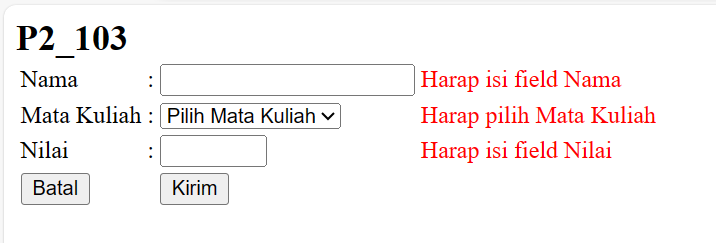 P2_103
Nama : Harap isi field Nama
Mata Kuliah : Pilih Mata Kuliah Harap pilih Mata Kuliah
Nilai : Harap isi field Nilai
Batal Kirim